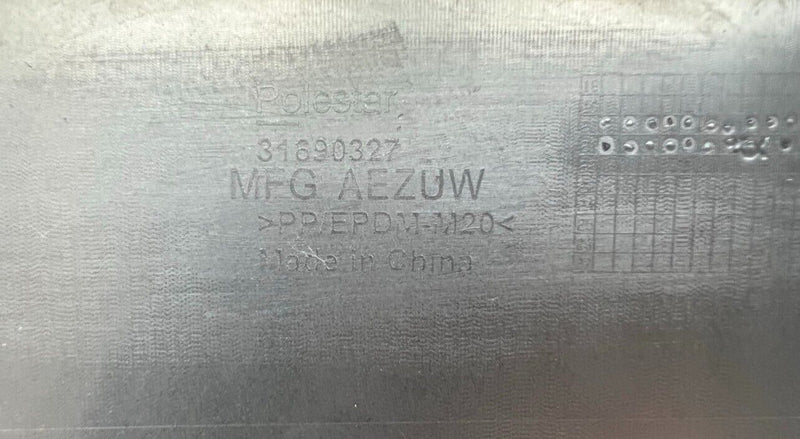 Polestar
31690327
MFG AEZUW
>PP/EPDM-M20<
Made in China